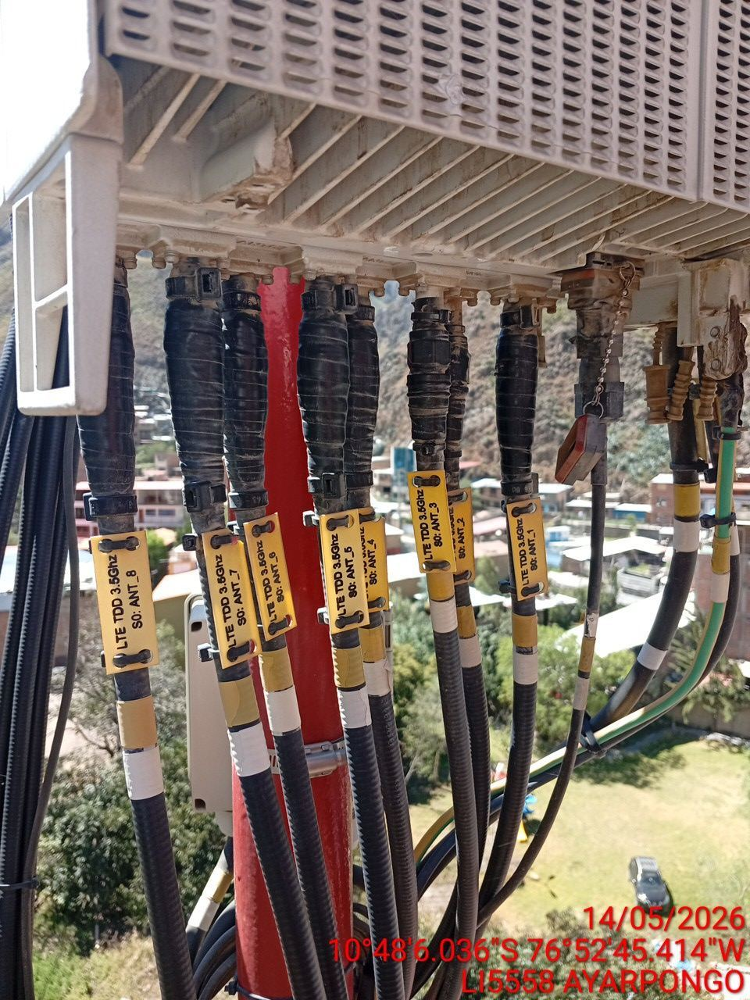 LTE TDD 3.5Ghz
S0: ANT_8
LTE TDD 3.5Ghz
S0: ANT_7
LTE TDD 3.5Ghz
S0: ANT_6
LTE TDD 3.5Ghz
S0: ANT_5
S0: ANT_4
LTE TDD 3.5Ghz
S0: ANT_3
S0: ANT_2
LTE TDD 3.5Ghz
S0: ANT_1
14/05/2026
10°48'6.036"S 76°52'45.414"W
LI5558 AYARPONGO